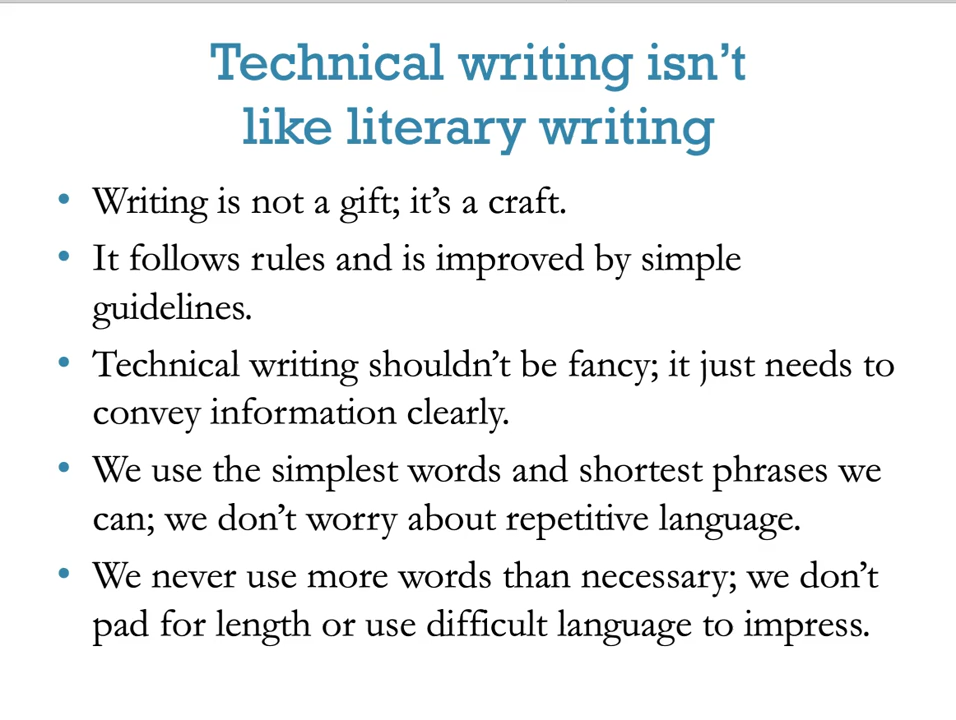 Technical writing isn’t
like literary writing
• Writing is not a gift; it’s a craft.
• It follows rules and is improved by simple
guidelines.
• Technical writing shouldn’t be fancy; it just needs to
convey information clearly.
• We use the simplest words and shortest phrases we
can; we don’t worry about repetitive language.
• We never use more words than necessary; we don’t
pad for length or use difficult language to impress.